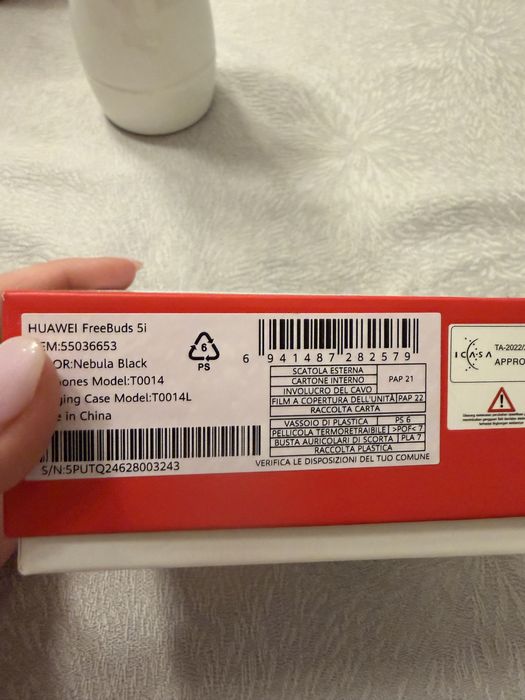 HUAWEI FreeBuds 5i
EM:55036653
OR:Nebula Black
ones Model:T0014
ging Case Model:T0014L
e in China
S/N:5PUTQ24628003243
6
PS
6 941487 282579
SCATOLA ESTERNA
CARTONE INTERNO
INVOLUCRO DEL CAVO
PAP 21
FILM A COPERTURA DELL'UNITÀ PAP 22
RACCOLTA CARTA
VASSOIO DI PLASTICA PS 6
PELLICOLA TERMORETRAIBILE >POF< 7
BUSTA AURICOLARI DI SCORTA PLA 7
RACCOLTA PLASTICA
VERIFICA LE DISPOSIZIONI DEL TUO COMUNE
ICASA
TA-2022/
APPRO